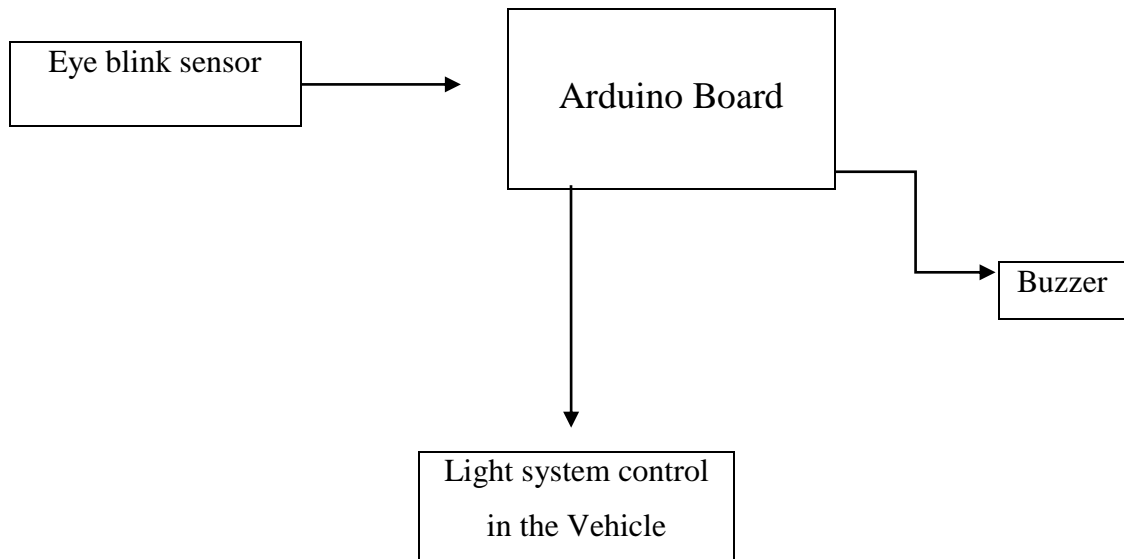 Eye blink sensor
Arduino Board
Buzzer
Light system control
in the Vehicle